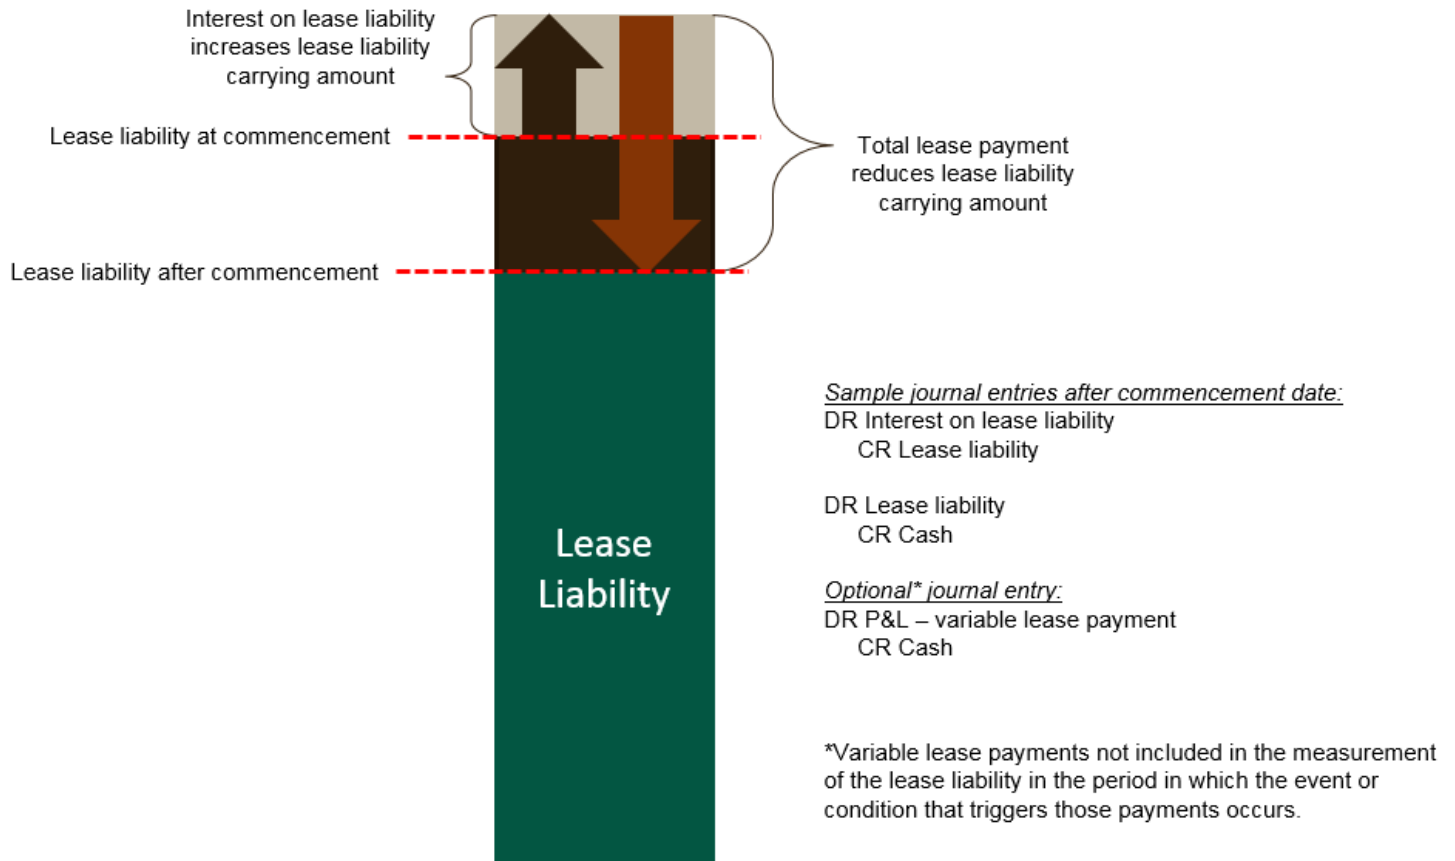 Interest on lease liability
increases lease liability
carrying amount
Lease liability at commencement
Total lease payment
reduces lease liability
carrying amount
Lease liability after commencement
Lease
Liability
Sample journal entries after commencement date:
DR Interest on lease liability
CR Lease liability
DR Lease liability
CR Cash
Optional* journal entry:
DR P&L – variable lease payment
CR Cash
*Variable lease payments not included in the measurement
of the lease liability in the period in which the event or
condition that triggers those payments occurs.